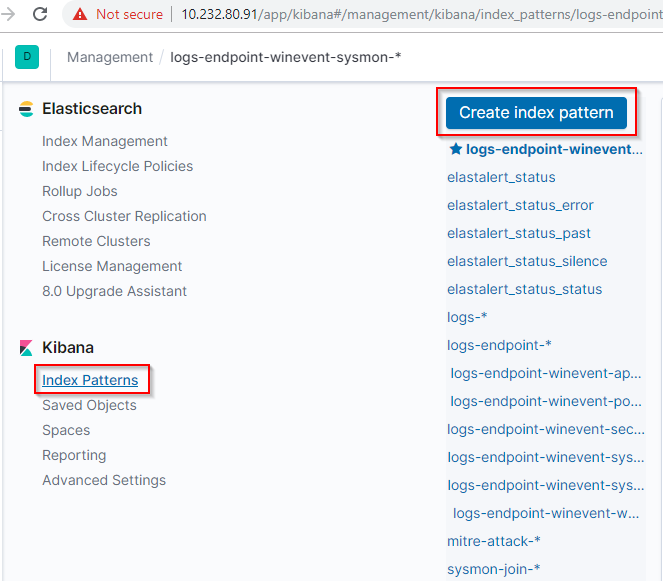 Not secure | 10.232.80.91/app/kibana#/management/kibana/index_patterns/logs-endpoint
D
Management / logs-endpoint-winevent-sysmon-*
Elasticsearch
Index Management
Index Lifecycle Policies
Rollup Jobs
Cross Cluster Replication
Remote Clusters
License Management
8.0 Upgrade Assistant
Kibana
Index Patterns
Saved Objects
Spaces
Reporting
Advanced Settings
Create index pattern
logs-endpoint-winevent...
elastalert_status
elastalert_status_error
elastalert_status_past
elastalert_status_silence
elastalert_status_status
logs-*
logs-endpoint-*
logs-endpoint-winevent-ap...
logs-endpoint-winevent-po...
logs-endpoint-winevent-sec...
logs-endpoint-winevent-sys...
logs-endpoint-winevent-sys...
logs-endpoint-winevent-w...
mitre-attack-*
sysmon-join-*